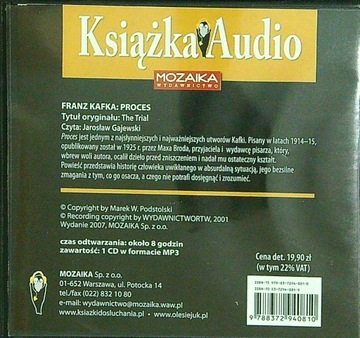 Książka Audio
MOZAIKA
WYDAWNICTWO
FRANZ KAFKA: PROCES
Tytuł oryginału: The Trial
Czyta: Jarosław Gajewski
Proces jest jednym z najsłynniejszych i najważniejszych utworów Kafki. Pisany w latach 1914–15,
opublikowany został w 1925 r. przez Maxa Broda, przyjaciela i wydawcę pisarza, który,
wbrew woli autora, ocalił dzieło przed zniszczeniem i nadał mu ostateczny kształt.
Powieść przedstawia historię człowieka uwikłanego w absurdalną sytuację, jego bezsilne
zmagania z tym, co go osacza, a czego nie potrafi dosięgnąć i zrozumieć.
© Copyright by Marek W. Podstolski
© Recording copyright by WYDAWNICTWORTW, 2001
Wydanie 2007, MOZAIKA Sp. z o.o.
czas odtwarzania: około 8 godzin
zawartość: 1 CD w formacie MP3
Cena det. 19,90 zł
(w tym 22% VAT)
MOZAIKA Sp. z o.o.
01-652 Warszawa, ul. Potocka 14
tel./fax (022) 832 10 80
e-mail: wydawnictwo@mozaika.waw.pl
www.ksiazkidosluchania.pl • www.olesiejuk.pl
9 788372 940810